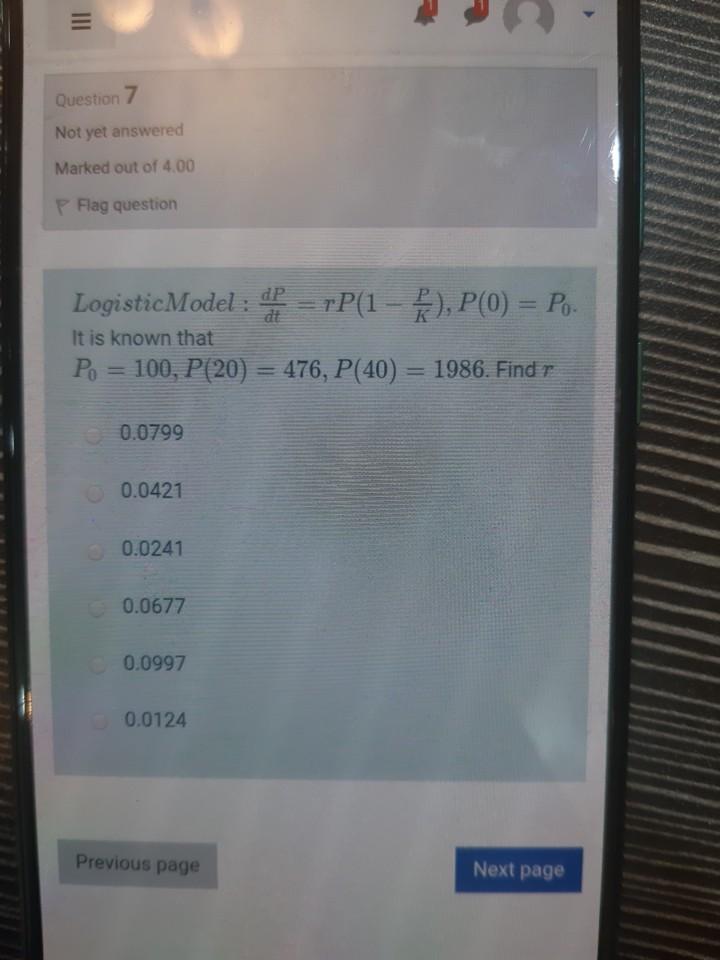 1 1
Question 7
Not yet answered
Marked out of 4.00
Flag question
LogisticModel : dP/dt = rP(1 − P/K), P(0) = P₀.
It is known that
P₀ = 100, P(20) = 476, P(40) = 1986. Find r
0.0799
0.0421
0.0241
0.0677
0.0997
0.0124
Previous page
Next page